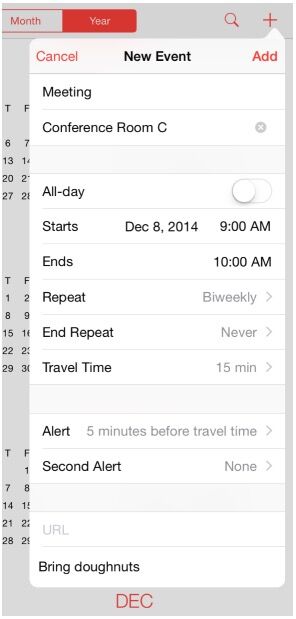 Month Year
Cancel New Event Add
Meeting
Conference Room C
T F
6 7
All-day
13 14
20 21
Starts Dec 8, 2014 9:00 AM
27 28
Ends 10:00 AM
T F
Repeat Biweekly
1 2
8 9
End Repeat Never
15 16
22 23
Travel Time 15 min
29 30
Alert 5 minutes before travel time
T F
Second Alert None
1
7 8
14 15
21 22
URL
28 29
Bring doughnuts
DEC